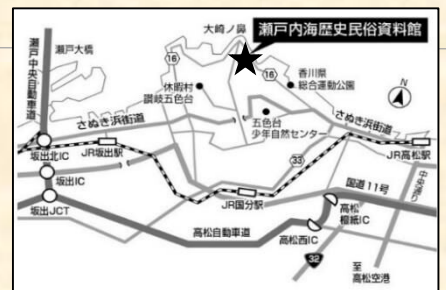 瀬戸内海歴史民俗資料館
大崎ノ鼻
瀬戸大橋
16
16
N
瀬戸中央自動車道
休暇村
讃岐五色台
香川県
総合運動公園
さぬき浜街道
五色台
少年自然センター
さぬき浜街道
坂出北IC
JR坂出駅
33
JR高松駅
坂出IC
JR国分駅
国道11号
中央通り
坂出JCT
高松自動車道
高松檀紙IC
高松西IC
32
至
高松空港